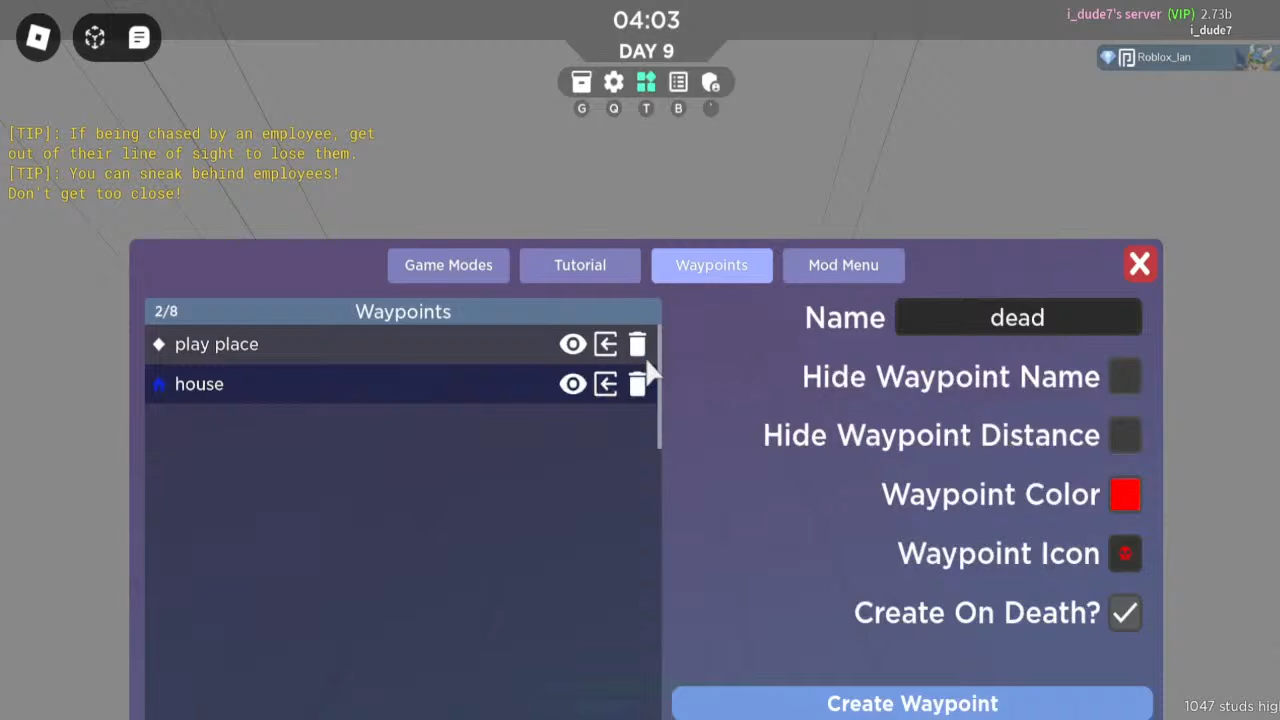 04:03
DAY 9
G Q T B `
i_dude7's server (VIP) 2.73b
i_dude7
Roblox_Ian
[TIP]: If being chased by an employee, get
out of their line of sight to lose them.
[TIP]: You can sneak behind employees!
Don't get too close!
Game Modes Tutorial Waypoints Mod Menu
2/8 Waypoints
play place
house
Name dead
Hide Waypoint Name
Hide Waypoint Distance
Waypoint Color
Waypoint Icon
Create On Death?
Create Waypoint
1047 studs hig